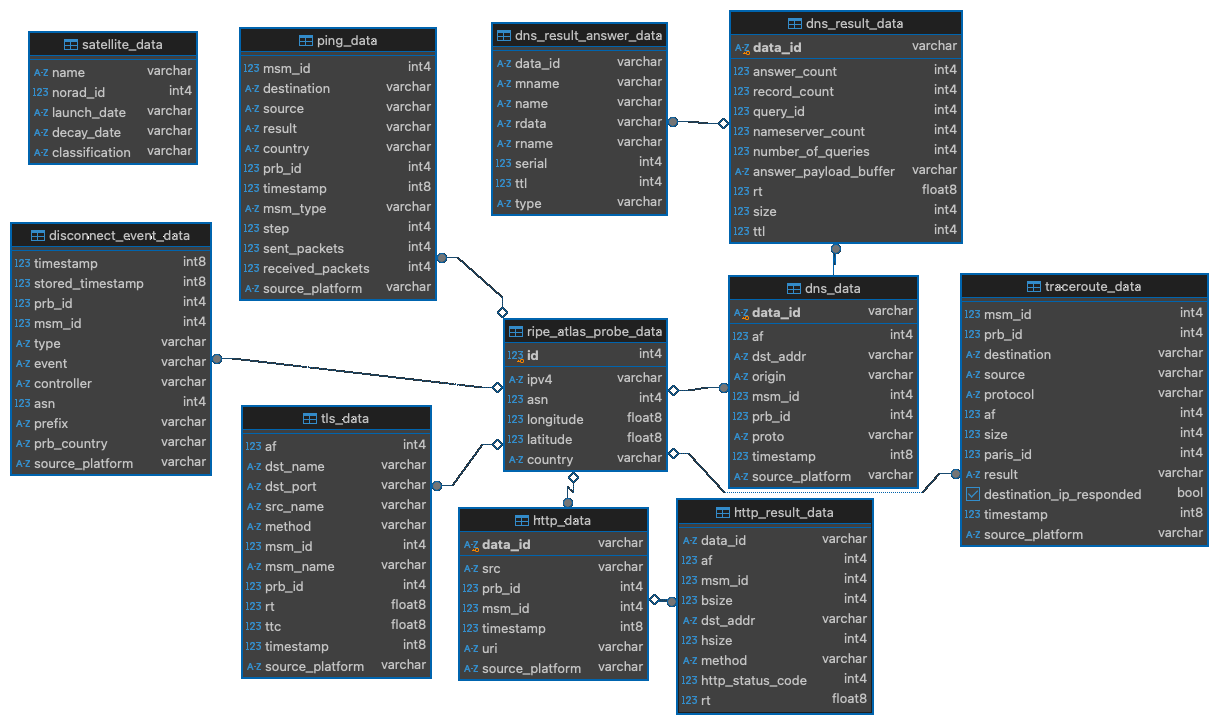 satellite_data
A-Z name varchar
123 norad_id int4
A-Z launch_date varchar
A-Z decay_date varchar
A-Z classification varchar
ping_data
123 msm_id int4
A-Z destination varchar
A-Z source varchar
A-Z result varchar
A-Z country varchar
123 prb_id int4
123 timestamp int8
A-Z msm_type varchar
123 step int4
123 sent_packets int4
123 received_packets int4
A-Z source_platform varchar
dns_result_answer_data
A-Z data_id varchar
A-Z mname varchar
A-Z name varchar
A-Z rdata varchar
A-Z rname varchar
123 serial int4
123 ttl int4
A-Z type varchar
dns_result_data
A-Z data_id varchar
123 answer_count int4
123 record_count int4
123 query_id int4
123 nameserver_count int4
123 number_of_queries int4
A-Z answer_payload_buffer varchar
123 rt float8
123 size int4
123 ttl int4
disconnect_event_data
123 timestamp int8
123 stored_timestamp int8
123 prb_id int4
123 msm_id int4
A-Z type varchar
A-Z event varchar
A-Z controller varchar
123 asn int4
A-Z prefix varchar
A-Z prb_country varchar
A-Z source_platform varchar
ripe_atlas_probe_data
123 id int4
A-Z ipv4 varchar
123 asn int4
123 longitude float8
123 latitude float8
A-Z country varchar
dns_data
A-Z data_id varchar
123 af int4
A-Z dst_addr varchar
A-Z origin varchar
123 msm_id int4
123 prb_id int4
A-Z proto varchar
123 timestamp int8
A-Z source_platform varchar
traceroute_data
123 msm_id int4
123 prb_id int4
A-Z destination varchar
A-Z source varchar
A-Z protocol varchar
123 af int4
123 size int4
123 paris_id int4
A-Z result varchar
destination_ip_responded bool
123 timestamp int8
A-Z source_platform varchar
tls_data
123 af int4
A-Z dst_name varchar
A-Z dst_port varchar
A-Z src_name varchar
A-Z method varchar
123 msm_id int4
A-Z msm_name varchar
123 prb_id int4
123 rt float8
123 ttc float8
123 timestamp int8
A-Z source_platform varchar
http_data
A-Z data_id varchar
A-Z src varchar
123 prb_id int4
123 msm_id int4
123 timestamp int8
A-Z uri varchar
A-Z source_platform varchar
http_result_data
A-Z data_id varchar
123 af int4
123 msm_id int4
123 bsize int4
A-Z dst_addr varchar
123 hsize int4
A-Z method varchar
123 http_status_code int4
123 rt float8